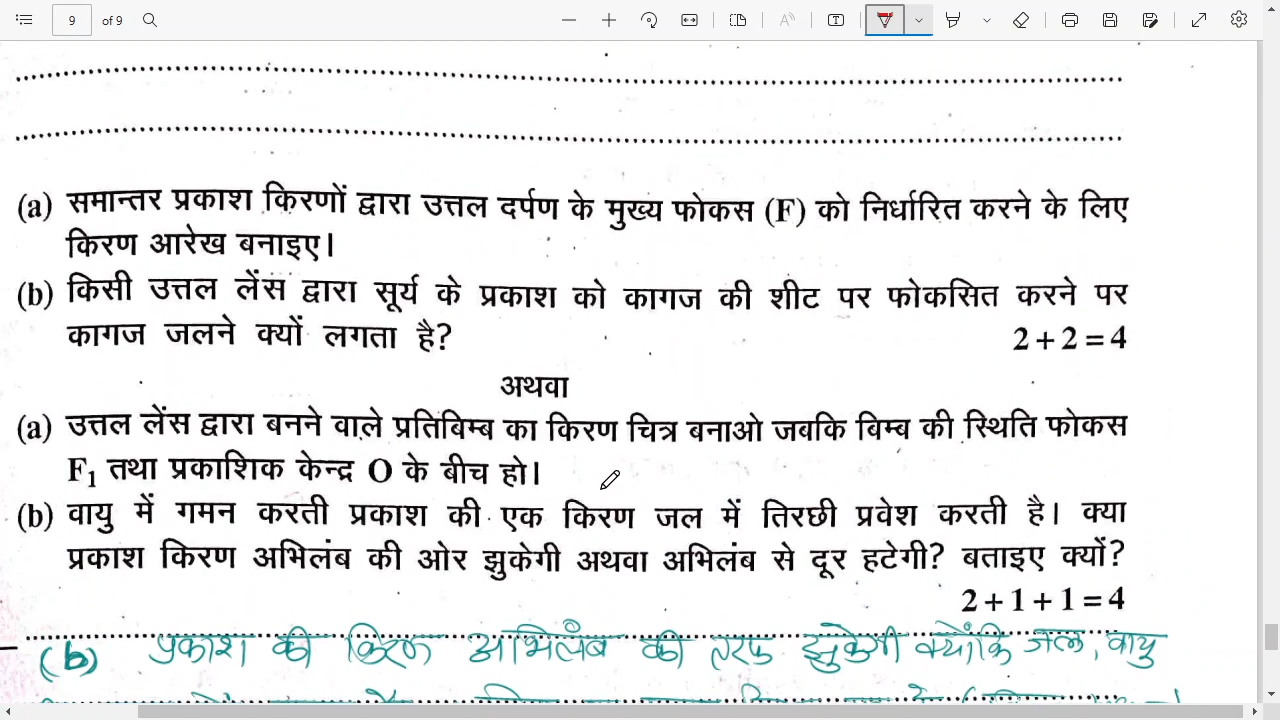 9 of 9
(a) समान्तर प्रकाश किरणों द्वारा उत्तल दर्पण के मुख्य फोकस (F) को निर्धारित करने के लिए
किरण आरेख बनाइए।
(b) किसी उत्तल लेंस द्वारा सूर्य के प्रकाश को कागज की शीट पर फोकसित करने पर
कागज जलने क्यों लगता है? 2 + 2 = 4
अथवा
(a) उत्तल लेंस द्वारा बनने वाले प्रतिबिम्ब का किरण चित्र बनाओ जबकि बिम्ब की स्थिति फोकस
F₁ तथा प्रकाशिक केन्द्र O के बीच हो।
(b) वायु में गमन करती प्रकाश की एक किरण जल में तिरछी प्रवेश करती है। क्या
प्रकाश किरण अभिलंब की ओर झुकेगी अथवा अभिलंब से दूर हटेगी? बताइए क्यों?
2 + 1 + 1 = 4
(b) प्रकाश की किरण अभिलंब की तरफ झुकेगी क्योंकि जल, वायु